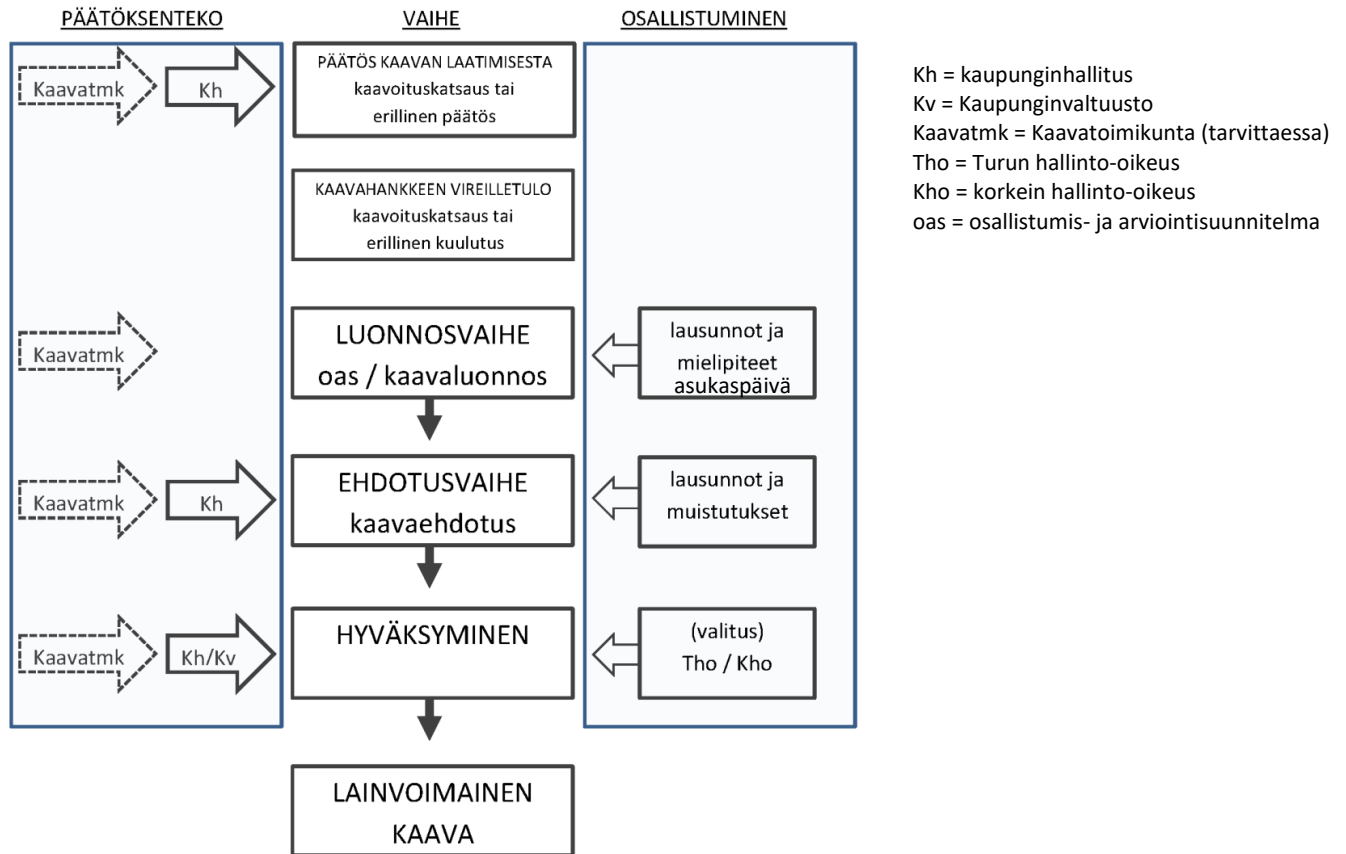 PÄÄTÖKSENTEKO
VAIHE
OSALLISTUMINEN
Kaavatmk
Kh
PÄÄTÖS KAAVAN LAATIMISESTA
kaavoituskatsaus tai
erillinen päätös
KAAVAHANKKEEN VIREILLETULO
kaavoituskatsaus tai
erillinen kuulutus
Kaavatmk
LUONNOSVAIHE
oas / kaavaluonnos
lausunnot ja
mielipiteet
asukaspäivä
Kaavatmk
Kh
EHDOTUSVAIHE
kaavaehdotus
lausunnot ja
muistutukset
Kaavatmk
Kh/Kv
HYVÄKSYMINEN
(valitus)
Tho / Kho
LAINVOIMAINEN
KAAVA
Kh = kaupunginhallitus
Kv = Kaupunginvaltuusto
Kaavatmk = Kaavatoimikunta (tarvittaessa)
Tho = Turun hallinto-oikeus
Kho = korkein hallinto-oikeus
oas = osallistumis- ja arviointisuunnitelma